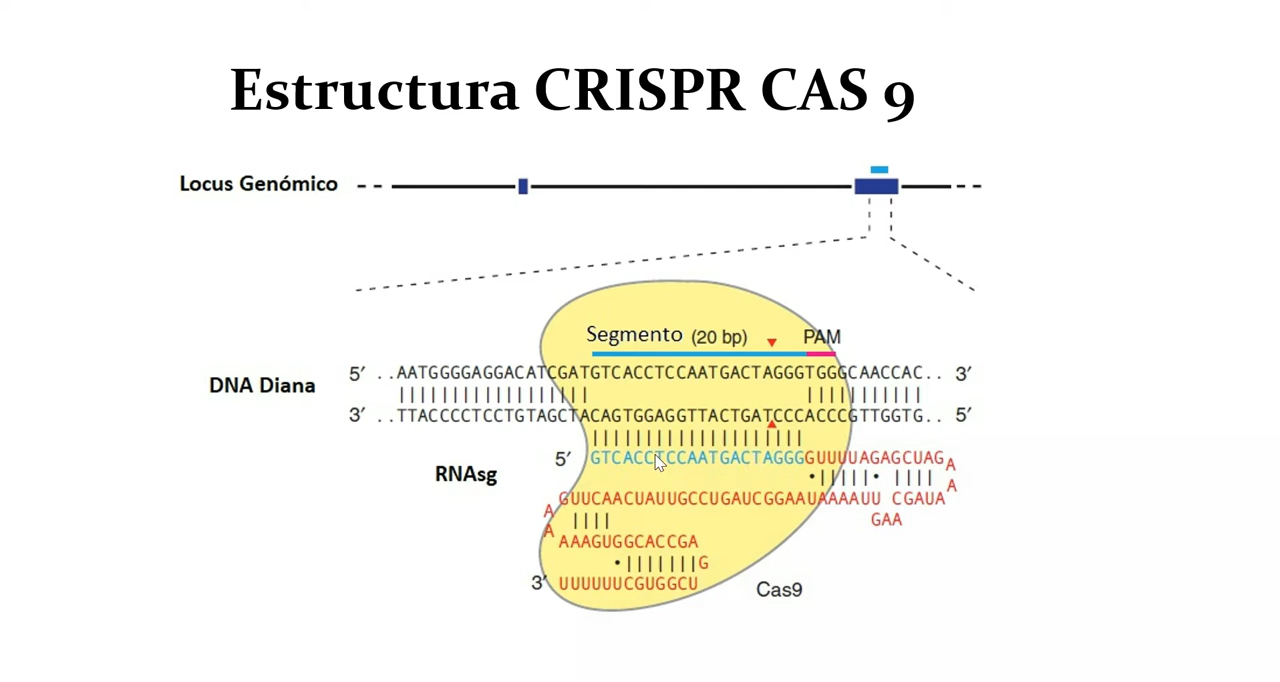 Estructura CRISPR CAS 9
Locus Genómico
Segmento (20 bp) PAM
5′ ..AATGGGGAGGACATCGATGTCACCTCCAATGACTAGGGTGGGCAACCAC.. 3′
DNA Diana
3′ ..TTACCCCTCCTGTAGCTACAGTGGAGGTTACTGATCCCACCCGTTGGTG.. 5′
5′ GTCACCTCCAATGACTAGGGGUUUUAGAGCUAGA
RNAsg
A
GUUCAACUAUUGCCUGAUCGGAAUAAAAUU CGAUA
A
GAA
A
AAAGUGGCACCGA
G
3′ UUUUUUCGUGGCU
Cas9